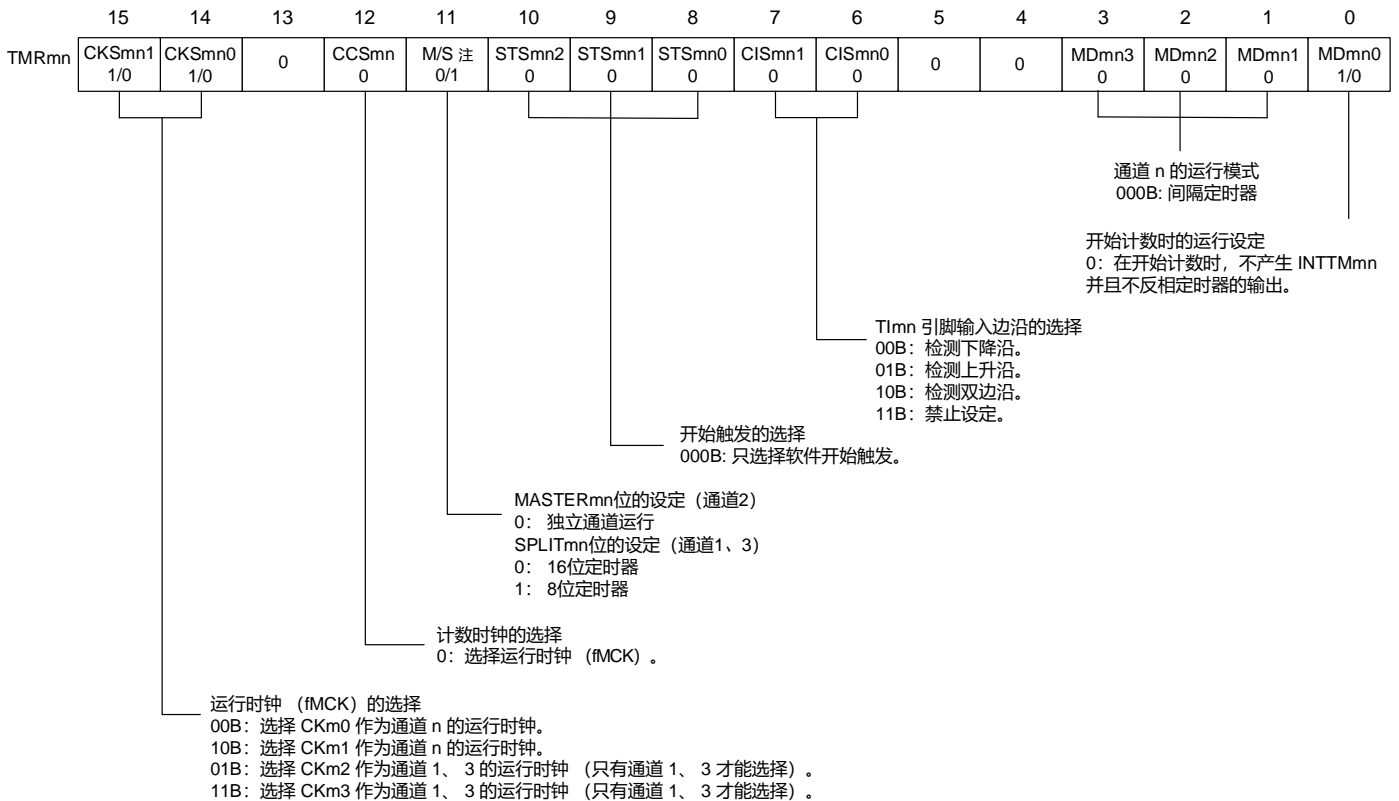 15 14 13 12 11 10 9 8 7 6 5 4 3 2 1 0
TMRmn CKSmn1 CKSmn0 0 CCSmn M/S 注 STSmn2 STSmn1 STSmn0 CISmn1 CISmn0 0 0 MDmn3 MDmn2 MDmn1 MDmn0
1/0 1/0 0 0/1 0 0 0 0 0 0 0 0 1/0
通道 n 的运行模式
000B: 间隔定时器
开始计数时的运行设定
0：在开始计数时，不产生 INTTMmn
并且不反相定时器的输出。
TImn 引脚输入边沿的选择
00B：检测下降沿。
01B：检测上升沿。
10B：检测双边沿。
11B：禁止设定。
开始触发的选择
000B: 只选择软件开始触发。
MASTERmn位的设定（通道2）
0： 独立通道运行
SPLITmn位的设定（通道1、3）
0： 16位定时器
1： 8位定时器
计数时钟的选择
0：选择运行时钟 （fMCK）。
运行时钟 （fMCK）的选择
00B：选择 CKm0 作为通道 n 的运行时钟。
10B：选择 CKm1 作为通道 n 的运行时钟。
01B：选择 CKm2 作为通道 1、 3 的运行时钟 （只有通道 1、 3 才能选择）。
11B：选择 CKm3 作为通道 1、 3 的运行时钟 （只有通道 1、 3 才能选择）。